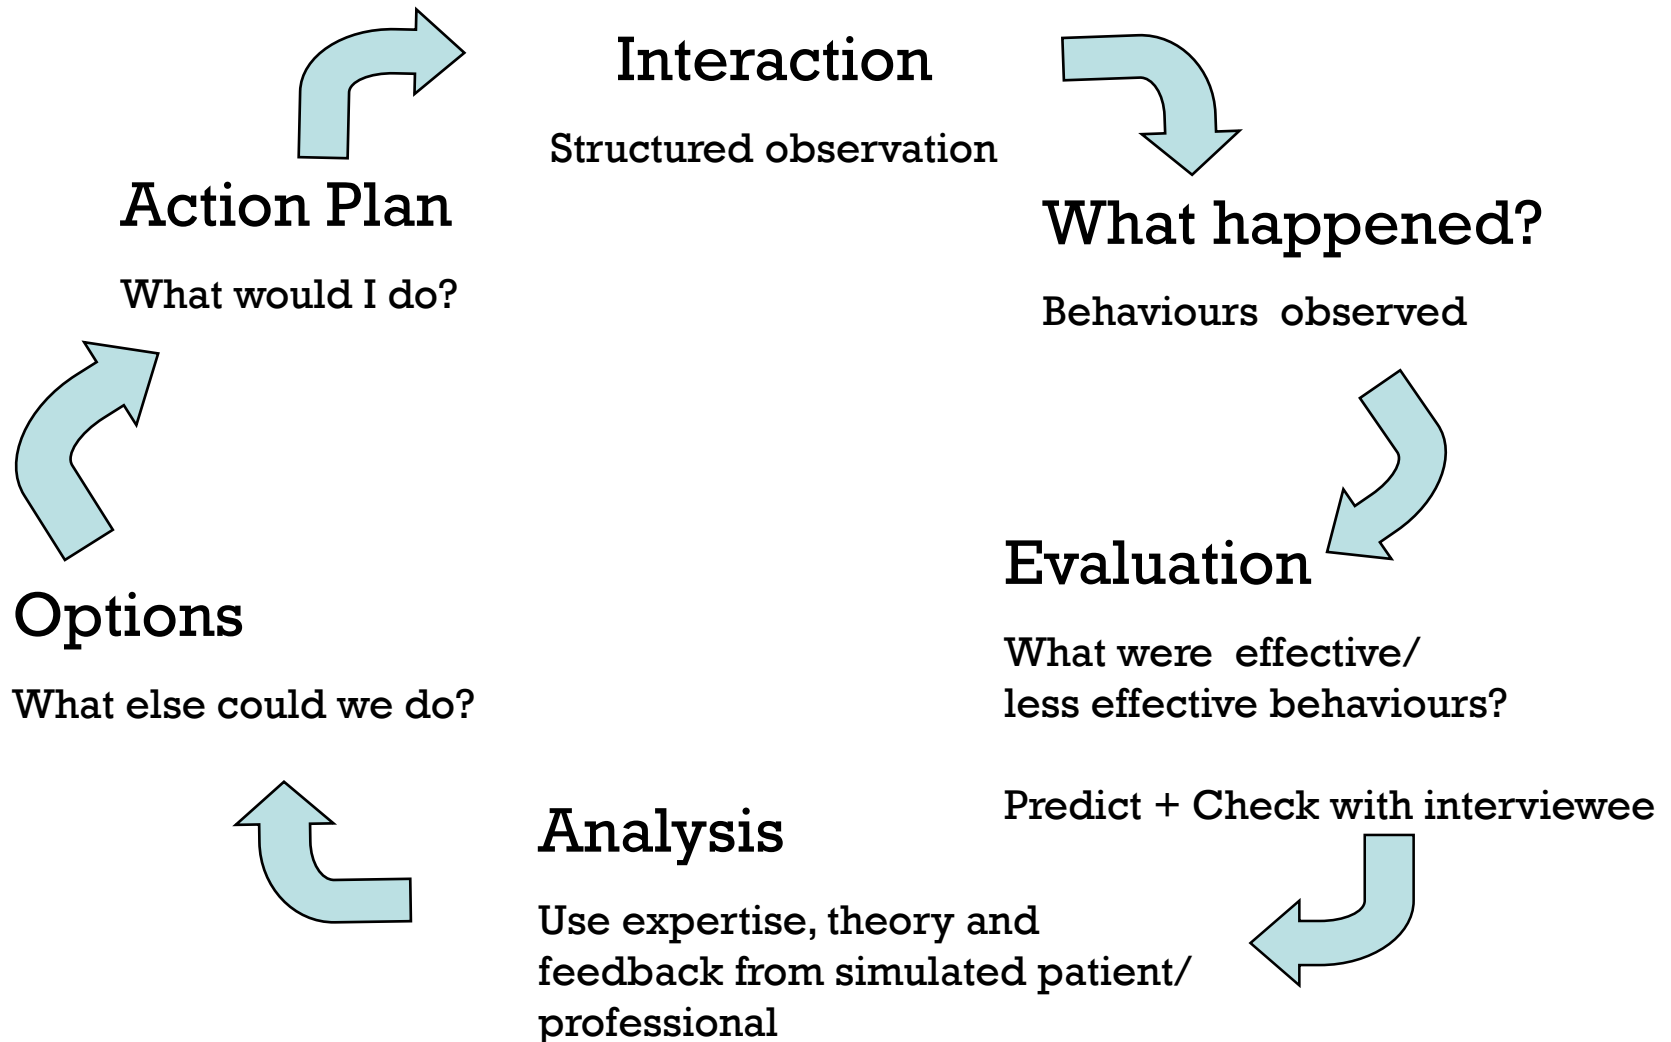 Interaction
Structured observation
What happened?
Behaviours  observed
Evaluation
What were  effective/
less effective behaviours?
Predict + Check with interviewee
Analysis
Use expertise, theory and
feedback from simulated patient/
professional
Options
What else could we do?
Action Plan
What would I do?